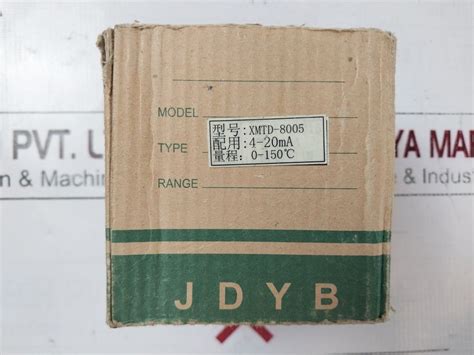 MODEL
型号:XMTD-8005
TYPE
配用:4-20mA
量程:0-150℃
RANGE
JDYB
PVT. L
YA MAR
n & Machin
& Indust